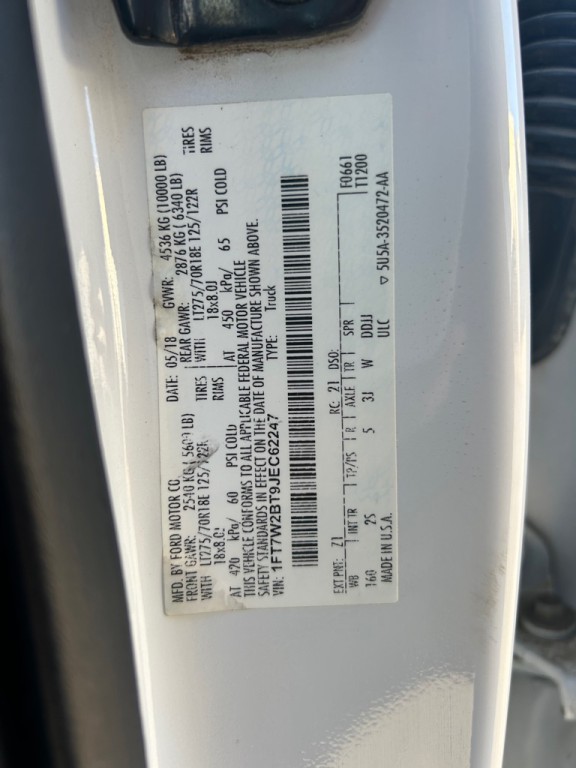 MFD. BY FORD MOTOR CO.
DATE: 05/18 GVWR: 4536 KG (10000 LB)
FRONT GAWR: 2540 KG (5600 LB) REAR GAWR: 2876 KG (6340 LB)
WITH LT275/70R18E 125/122R TIRES WITH LT275/70R18E 125/122R TIRES
18x8.0J RIMS 18x8.0J RIMS
AT 420 kPa/ 60 PSI COLD AT 450 kPa/ 65 PSI COLD
THIS VEHICLE CONFORMS TO ALL APPLICABLE FEDERAL MOTOR VEHICLE
SAFETY STANDARDS IN EFFECT ON THE DATE OF MANUFACTURE SHOWN ABOVE.
VIN: 1FT7W2BT9JEC62247 TYPE: Truck
F0661
T1200
EXT PNT: Z1 RC: 21 DSO:
WB INT TR TP/PS R AXLE TR SPR
160 2S 5 3J W DDJJ
MADE IN U.S.A. ULC
▽ 5U5A-3520472-AA